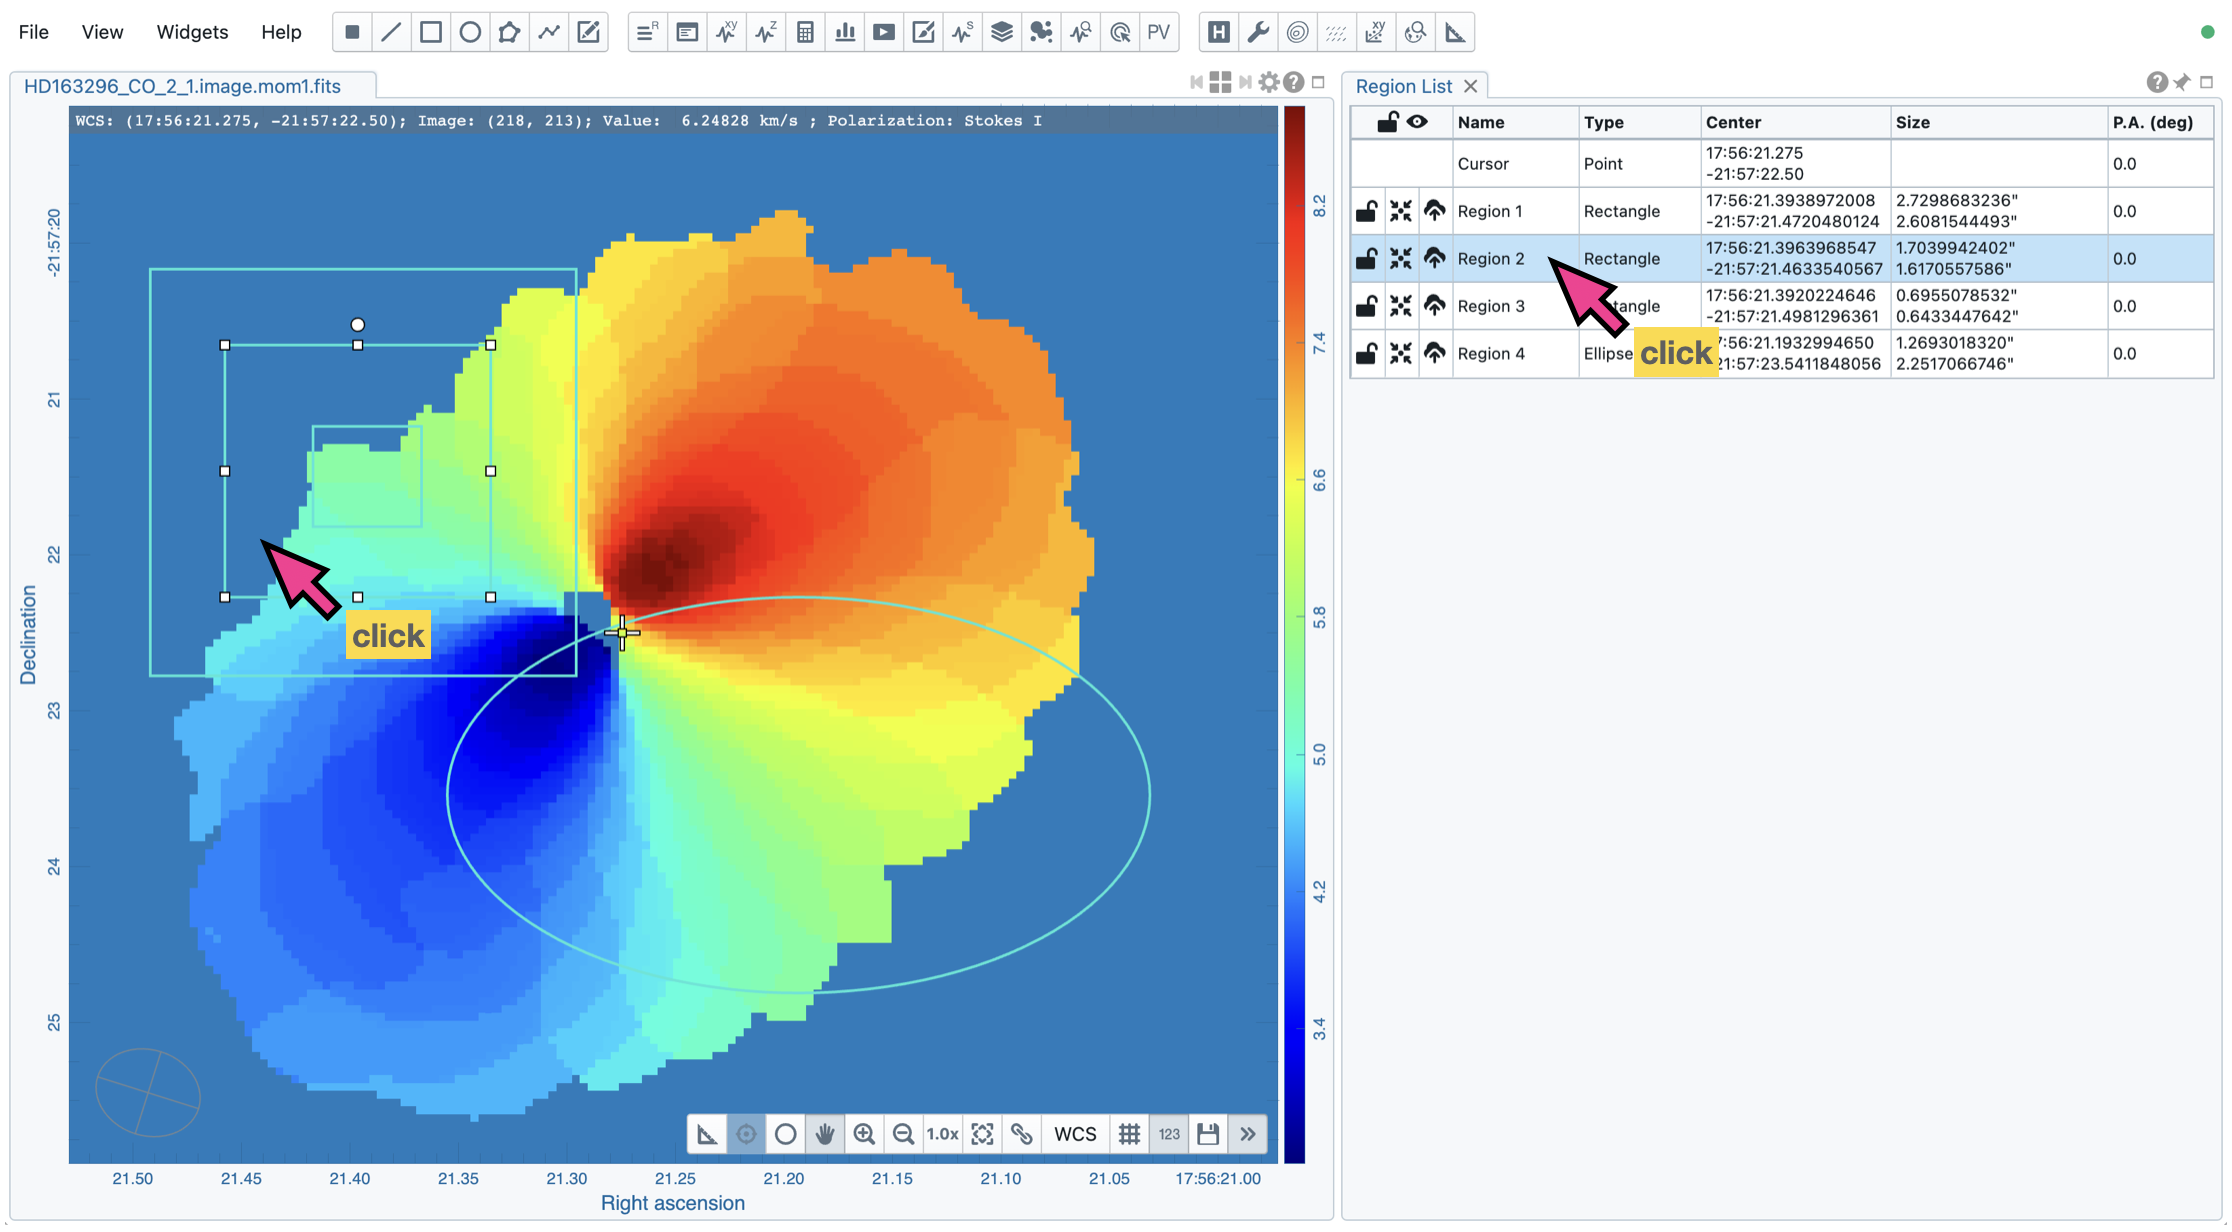 File View Widgets Help R XY Z S PV H XY
HD163296_CO_2_1.image.mom1.fits
WCS: (17:56:21.275, -21:57:22.50); Image: (218, 213); Value: 6.24828 km/s ; Polarization: Stokes I
-21:57:20
21
22
23
24
25
Declination
21.50 21.45 21.40 21.35 21.30 21.25 21.20 21.15 21.10 21.05 17:56:21.00
Right ascension
8.2
7.4
6.6
5.8
5.0
4.2
3.4
click
1.0x WCS 123
Region List
Name Type Center Size P.A. (deg)
Cursor Point 17:56:21.275 0.0
-21:57:22.50
Region 1 Rectangle 17:56:21.3938972008 2.7298683236" 0.0
-21:57:21.4720480124 2.6081544493"
Region 2 Rectangle 17:56:21.3963968547 1.7039942402" 0.0
-21:57:21.4633540567 1.6170557586"
Region 3 tangle 17:56:21.3920224646 0.6955078532" 0.0
-21:57:21.4981296361 0.6433447642"
Region 4 Ellipse :56:21.1932994650 1.2693018320" 0.0
21:57:23.5411848056 2.2517066746"
click